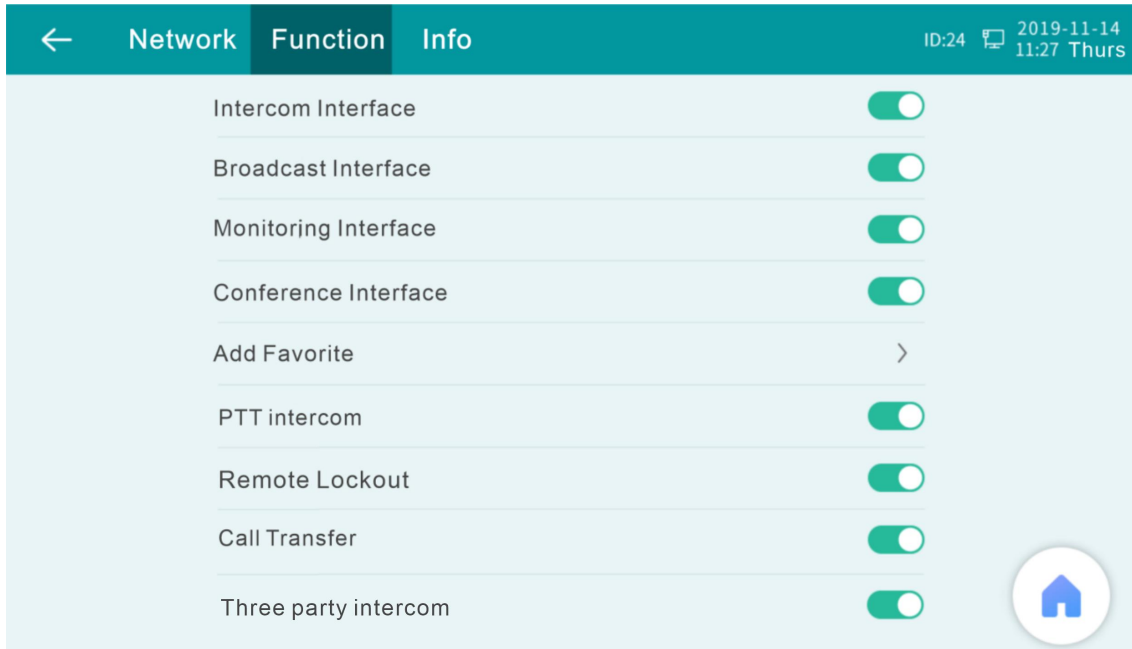 Network Function Info ID:24 2019-11-14
11:27 Thurs
Intercom Interface
Broadcast Interface
Monitoring Interface
Conference Interface
Add Favorite
PTT intercom
Remote Lockout
Call Transfer
Three party intercom